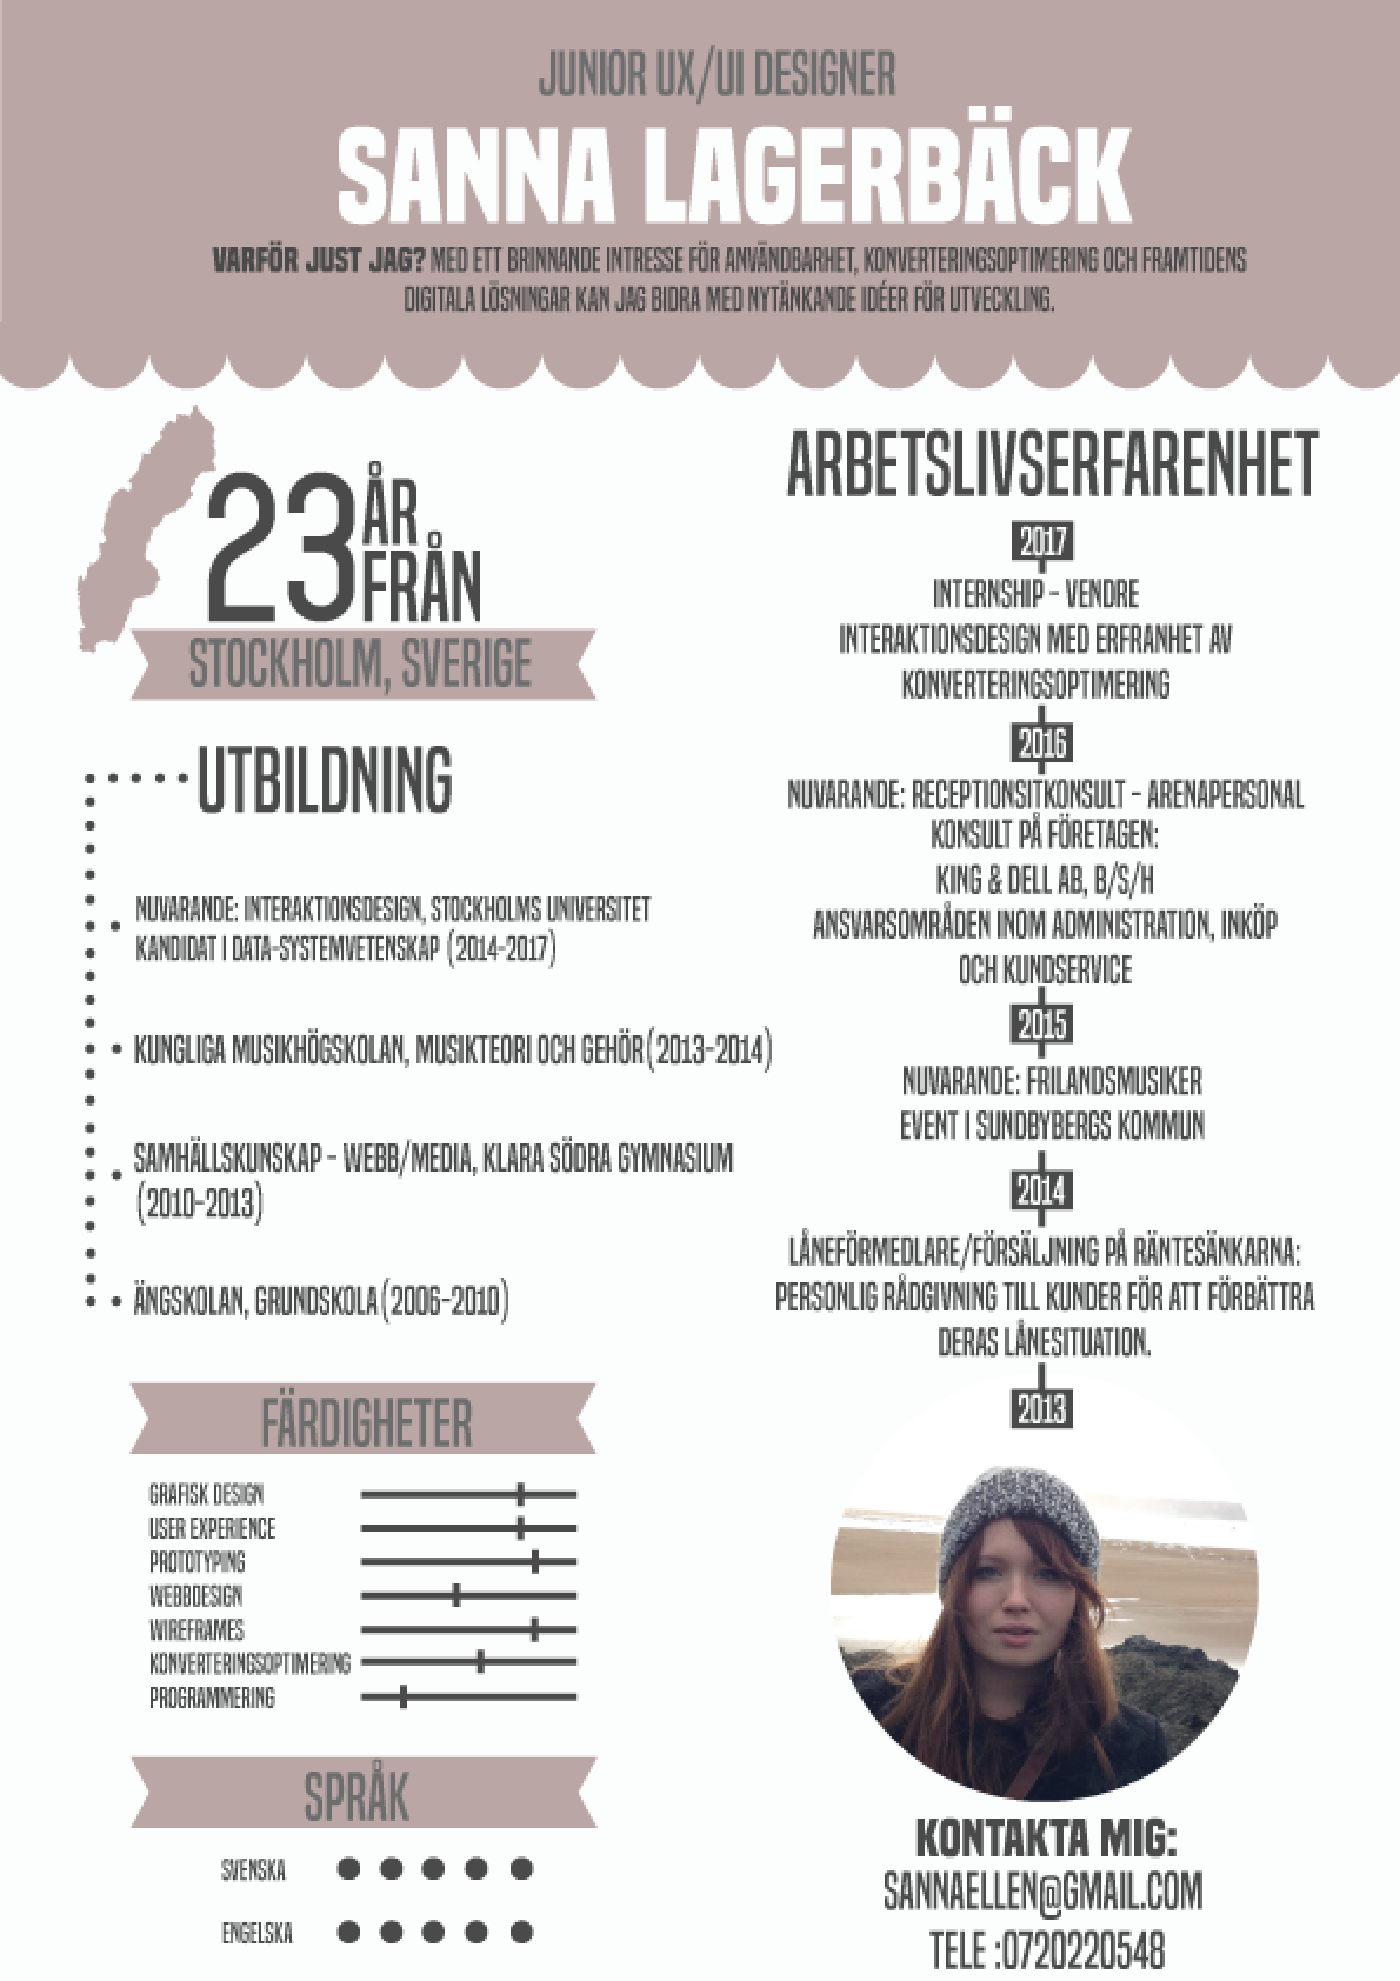 JUNIOR UX/UI DESIGNER
SANNA LAGERBÄCK
VARFÖR JUST JAG? MED ETT BRINNANDE INTRESSE FÖR ANVÄNDBARHET, KONVERTERINGSOPTIMERING OCH FRAMTIDENS
DIGITALA LÖSNINGAR KAN JAG BIDRA MED NYTÄNKANDE IDÉER FÖR UTVECKLING.
23 ÅR
FRÅN
STOCKHOLM, SVERIGE
UTBILDNING
NUVARANDE: INTERAKTIONSDESIGN, STOCKHOLMS UNIVERSITET
KANDIDAT I DATA-SYSTEMVETENSKAP (2014-2017)
KUNGLIGA MUSIKHÖGSKOLAN, MUSIKTEORI OCH GEHÖR(2013-2014)
SAMHÄLLSKUNSKAP - WEBB/MEDIA, KLARA SÖDRA GYMNASIUM
(2010-2013)
ÄNGSKOLAN, GRUNDSKOLA(2006-2010)
FÄRDIGHETER
GRAFISK DESIGN
USER EXPERIENCE
PROTOTYPING
WEBBDESIGN
WIREFRAMES
KONVERTERINGSOPTIMERING
PROGRAMMERING
SPRÅK
SVENSKA
ENGELSKA
ARBETSLIVSERFARENHET
2017
INTERNSHIP - VENDRE
INTERAKTIONSDESIGN MED ERFRANHET AV
KONVERTERINGSOPTIMERING
2016
NUVARANDE: RECEPTIONSITKONSULT - ARENAPERSONAL
KONSULT PÅ FÖRETAGEN:
KING & DELL AB, B/S/H
ANSVARSOMRÅDEN INOM ADMINISTRATION, INKÖP
OCH KUNDSERVICE
2015
NUVARANDE: FRILANDSMUSIKER
EVENT I SUNDBYBERGS KOMMUN
2014
LÅNEFÖRMEDLARE/FÖRSÄLJNING PÅ RÄNTESÄNKARNA:
PERSONLIG RÅDGIVNING TILL KUNDER FÖR ATT FÖRBÄTTRA
DERAS LÅNESITUATION.
2013
KONTAKTA MIG:
SANNAELLEN@GMAIL.COM
TELE :0720220548